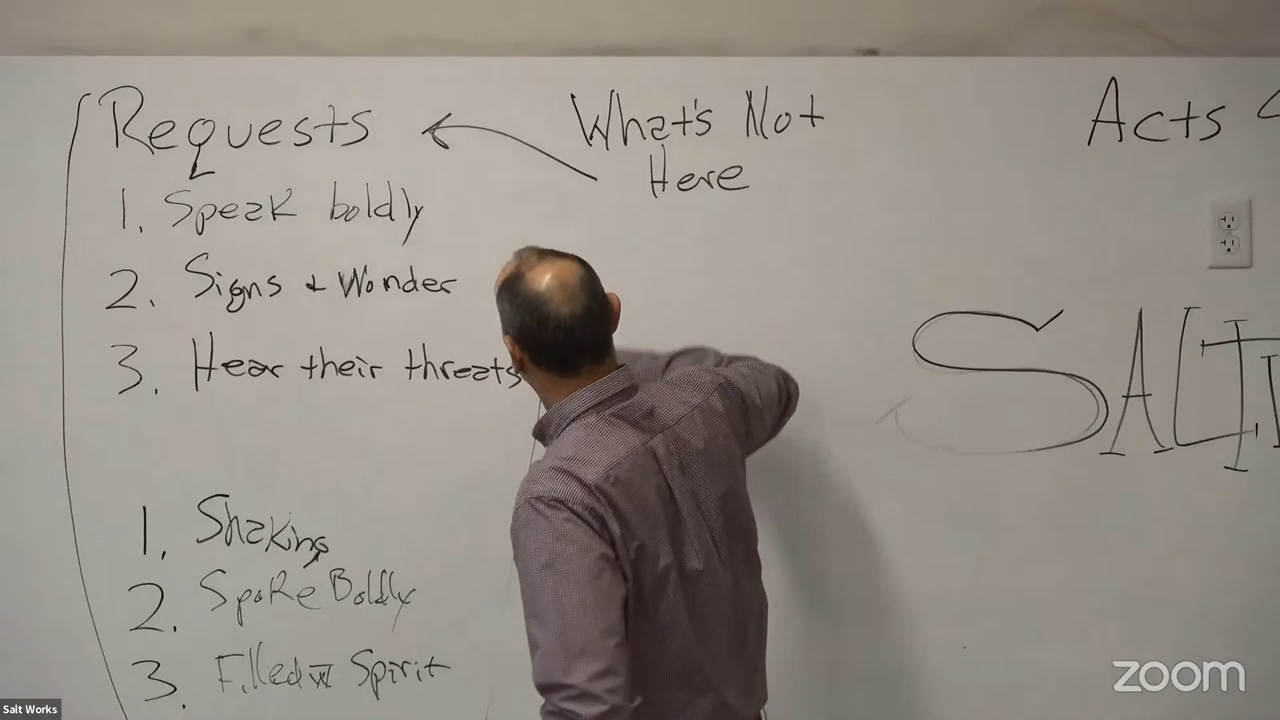 Requests
1. Speak boldly
2. Signs & Wonder
3. Hear their threats
1. Shaking
2. Spoke Boldly
3. Filled w Spirit
What's Not
Here
Acts
SALT
zoom
Salt Works